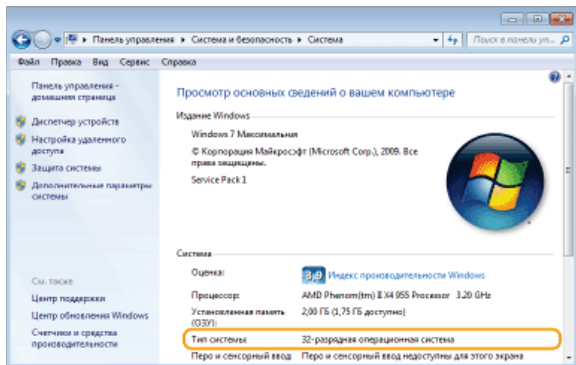 Панель управления ▸ Система и безопасность ▸ Система
Поиск в панели уп...
Файл Правка Вид Сервис Справка
Панель управления -
домашняя страница
Диспетчер устройств
Настройка удаленного
доступа
Защита системы
Дополнительные параметры
системы
См. также
Центр поддержки
Центр обновления Windows
Счетчики и средства
производительности
Просмотр основных сведений о вашем компьютере
Издание Windows
Windows 7 Максимальная
© Корпорация Майкрософт (Microsoft Corp.), 2009. Все
права защищены.
Service Pack 1
Система
Оценка: 3,9 Индекс производительности Windows
Процессор: AMD Phenom(tm) II X4 955 Processor 3.20 GHz
Установленная память 2,00 ГБ (1,75 ГБ доступно)
(ОЗУ):
Тип системы: 32-разрядная операционная система
Перо и сенсорный ввод: Перо и сенсорный ввод недоступны для этого экрана